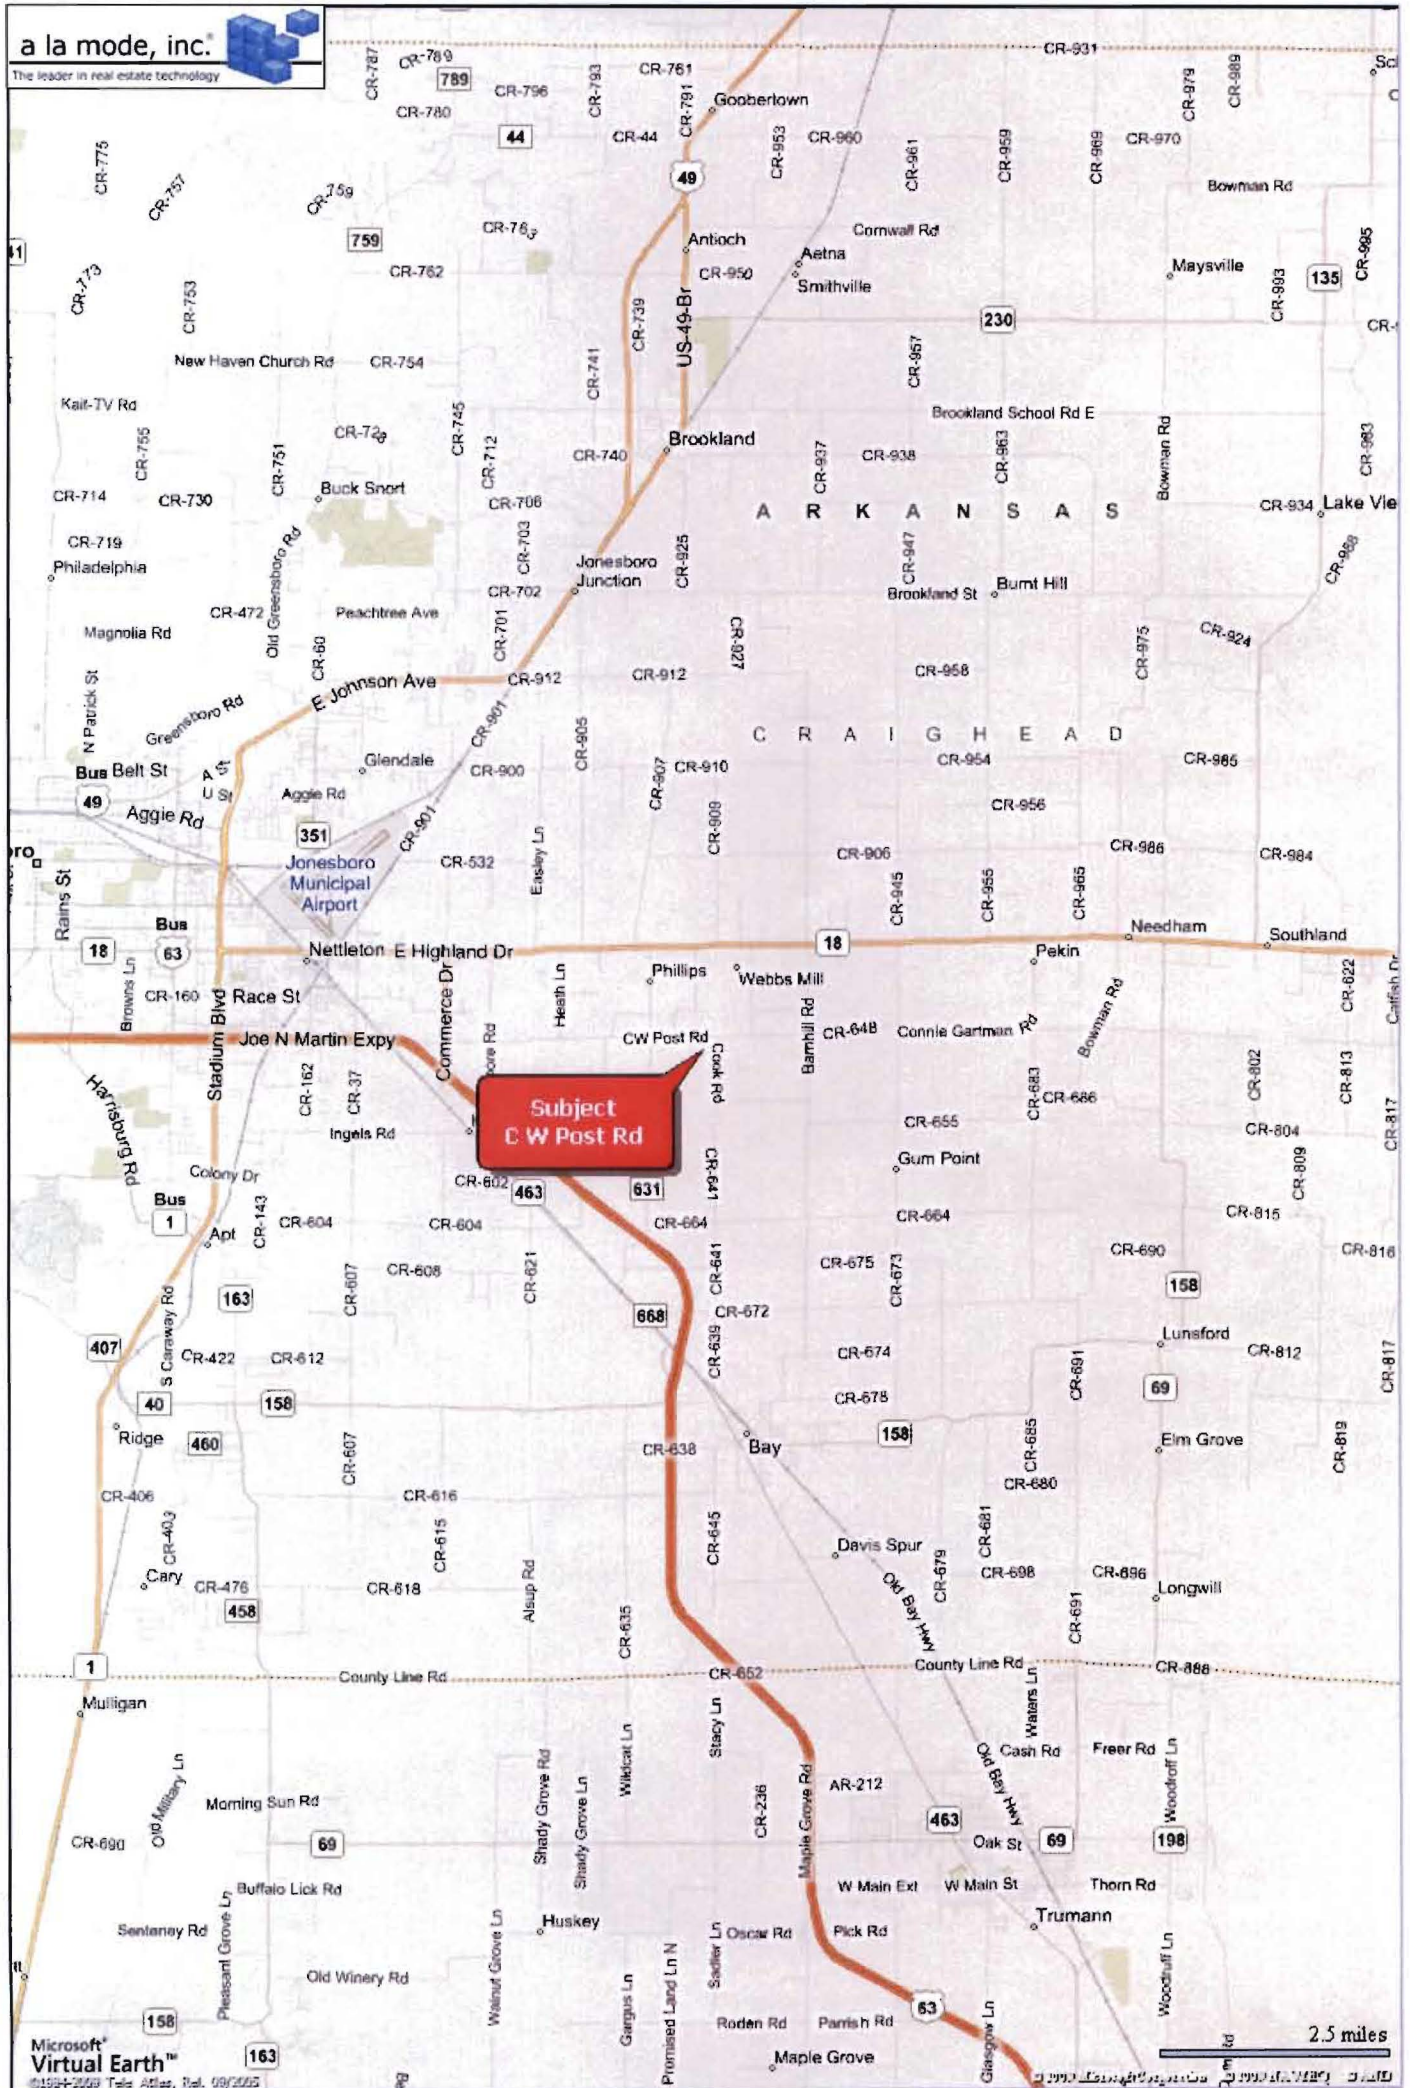 a la mode, inc.
The leader in real estate technology
CR-931
CR-787
CR-789
789
CR-796
CR-780
CR-793
CR-761
CR-791
Goobertown
CR-979
CR-989
44
CR-44
CR-953
CR-960
CR-961
CR-959
CR-969
CR-970
CR-775
CR-757
CR-759
49
Bowman Rd
759
CR-763
Antioch
Cornwall Rd
Aetna
CR-995
41
CR-773
CR-762
CR-950
Smithville
Maysville
135
CR-753
CR-739
US-49-Br
230
CR-993
New Haven Church Rd
CR-754
CR-741
CR-957
Kait-TV Rd
CR-745
Brookland School Rd E
CR-755
CR-751
CR-728
CR-712
CR-740
Brookland
CR-937
CR-938
CR-963
Bowman Rd
CR-983
CR-714
CR-730
Buck Snort
CR-706
ARKANSAS
CR-934
Lake Vie
CR-719
Philadelphia
Old Greensboro Rd
CR-703
Jonesboro
Junction
CR-925
CR-947
CR-988
CR-702
Brookland St
Burnt Hill
CR-472
Peachtree Ave
Magnolia Rd
CR-60
CR-701
CR-927
CR-975
CR-924
E Johnson Ave
CR-912
CR-912
CR-958
N Patrick St
Greensboro Rd
CR-901
CR-905
CRAIGHEAD
Bus
49
Belt St
A St
U St
Glendale
CR-900
CR-907
CR-910
CR-954
CR-985
Aggie Rd
Aggie Rd
CR-909
CR-956
351
CR-901
Jonesboro
Municipal
Airport
CR-532
Easley Ln
CR-906
CR-986
CR-984
Rains St
CR-945
CR-955
CR-965
18
Bus
63
Nettleton
E Highland Dr
18
Needham
Southland
Browns Ln
CR-160
Race St
Commerce Dr
Heath Ln
Phillips
Webbs Mill
Pekin
Bowman Rd
CR-622
Catfish Dr
Stadium Blvd
Joe N Martin Expy
CW Post Rd
Barnhill Rd
CR-648
Connie Gartman Rd
Cook Rd
Harrisburg Rd
CR-162
CR-37
Subject
C W Post Rd
CR-683
CR-686
CR-802
CR-813
CR-817
Ingels Rd
CR-655
CR-804
Colony Dr
CR-602
463
631
CR-641
Gum Point
CR-809
Bus
1
Apt
CR-143
CR-604
CR-604
CR-664
CR-664
CR-815
CR-607
CR-608
CR-621
CR-641
CR-675
CR-673
CR-690
CR-816
163
S Caraway Rd
668
CR-672
158
407
CR-422
CR-612
CR-639
CR-674
Lunsford
CR-812
CR-817
40
158
CR-678
CR-691
69
Ridge
460
CR-607
CR-638
Bay
158
CR-685
Elm Grove
CR-819
CR-406
CR-616
CR-680
CR-403
CR-615
CR-645
Davis Spur
CR-681
Cary
CR-476
CR-618
Alsup Rd
CR-679
CR-698
CR-696
Longwill
458
CR-635
Old Bay Hwy
CR-691
1
County Line Rd
CR-652
County Line Rd
CR-888
Mulligan
Stacy Ln
Waters Ln
Old Military Ln
Shady Grove Rd
Shady Grove Ln
Wildcat Ln
Maple Grove Rd
Old Bay Hwy
Cash Rd
Freer Rd
Woodruff Ln
Morning Sun Rd
CR-236
AR-212
CR-690
69
463
Oak St
69
198
Buffalo Lick Rd
W Main Ext
W Main St
Thorn Rd
Sentenay Rd
Pleasant Grove Ln
Walnut Grove Ln
Huskey
Sadler Ln
Oscar Rd
Pick Rd
Trumann
Old Winery Rd
Gargus Ln
Promised Land Ln N
Woodruff Ln
158
63
Glasgow Ln
Roden Rd
Parrish Rd
2.5 miles
Microsoft
Virtual Earth™
163
Maple Grove